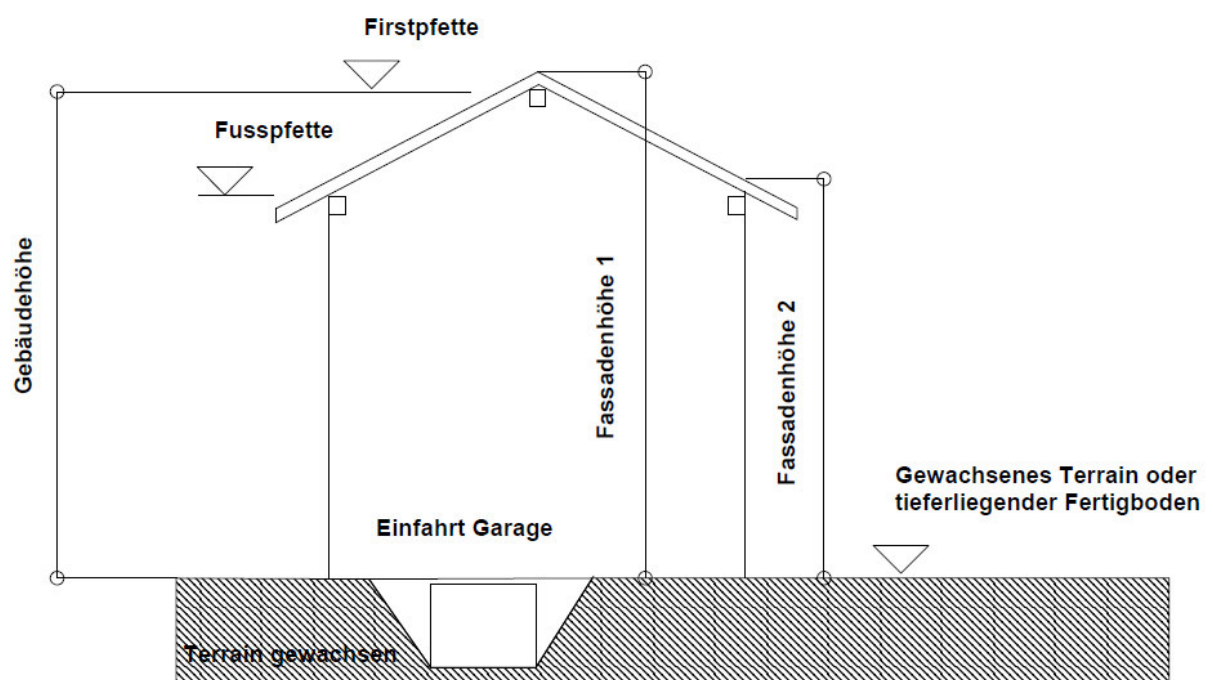 Firstpfette
Fusspfette
Gebäudehöhe
Fassadenhöhe 1
Fassadenhöhe 2
Gewachsenes Terrain oder
tieferliegender Fertigboden
Einfahrt Garage
Terrain gewachsen